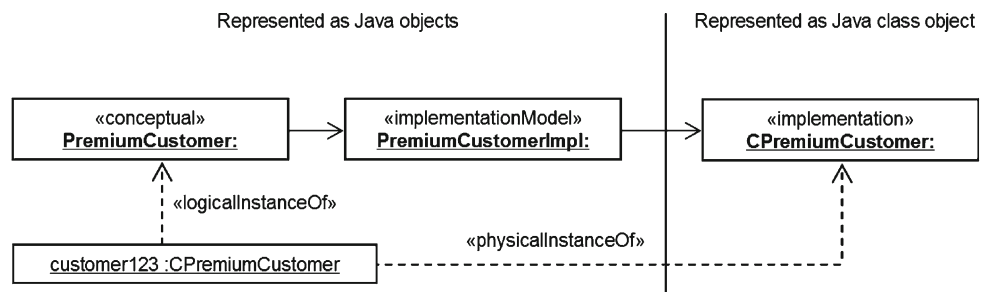 Represented as Java objects
Represented as Java class object
«conceptual»
PremiumCustomer:
«implementationModel»
PremiumCustomerImpl:
«implementation»
CPremiumCustomer:
«logicalInstanceOf»
«physicalInstanceOf»
customer123 :CPremiumCustomer